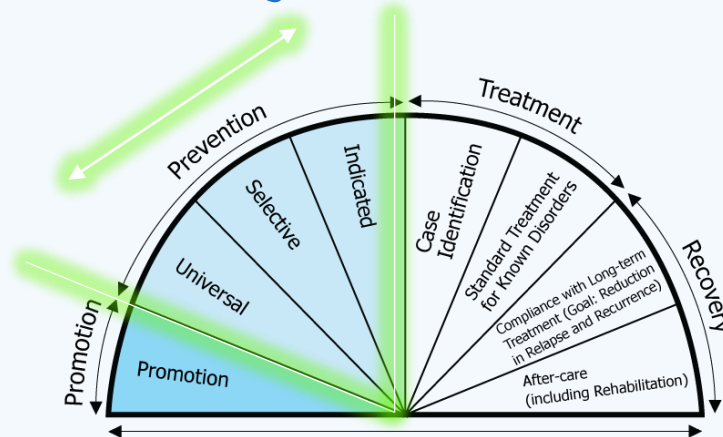 Promotion
Prevention
Treatment
Recovery
Promotion
Universal
Selective
Indicated
Case
Identification
Standard Treatment
for Known Disorders
Compliance with Long-term
Treatment (Goal: Reduction
in Relapse and Recurrence)
After-care
(including Rehabilitation)